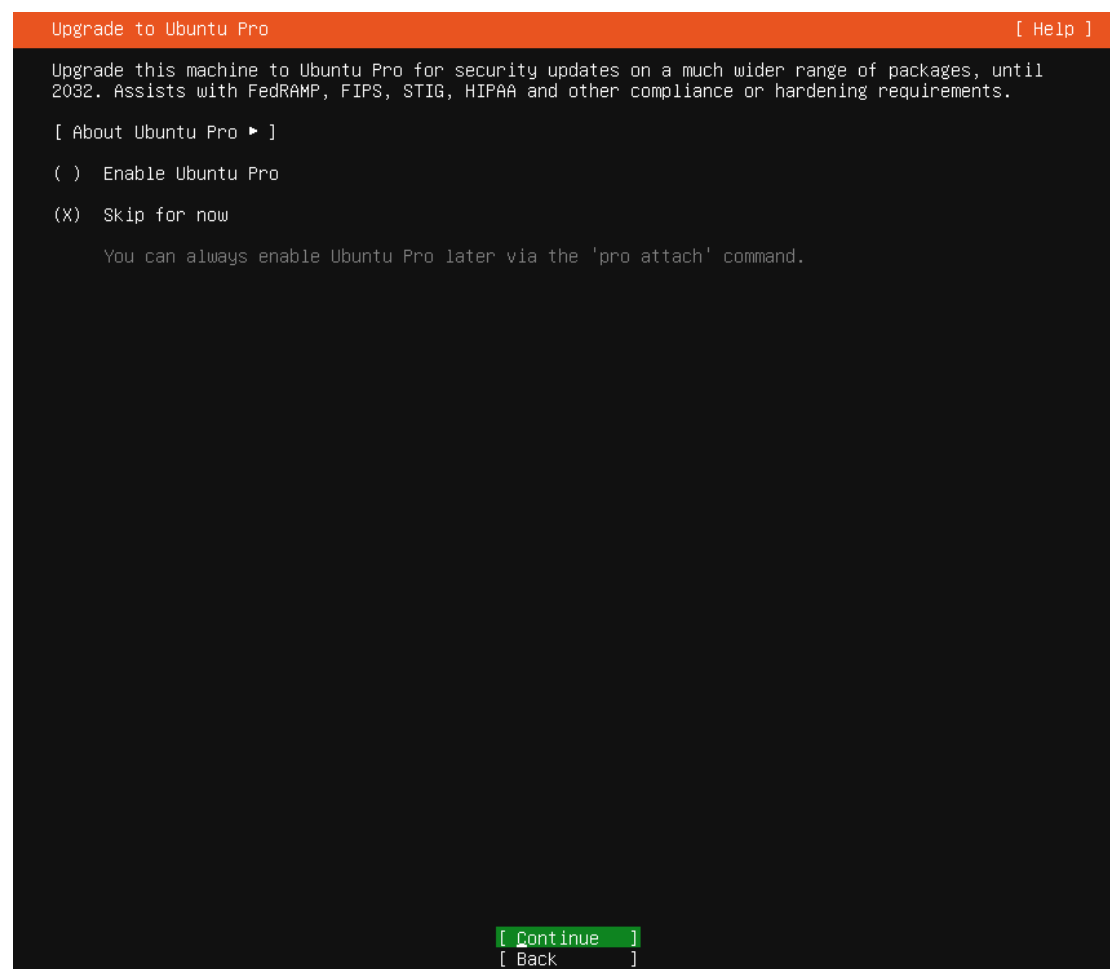 Upgrade to Ubuntu Pro [ Help ]
Upgrade this machine to Ubuntu Pro for security updates on a much wider range of packages, until
2032. Assists with FedRAMP, FIPS, STIG, HIPAA and other compliance or hardening requirements.
[ About Ubuntu Pro ► ]
( ) Enable Ubuntu Pro
(X) Skip for now
You can always enable Ubuntu Pro later via the 'pro attach' command.
[ Continue ]
[ Back ]